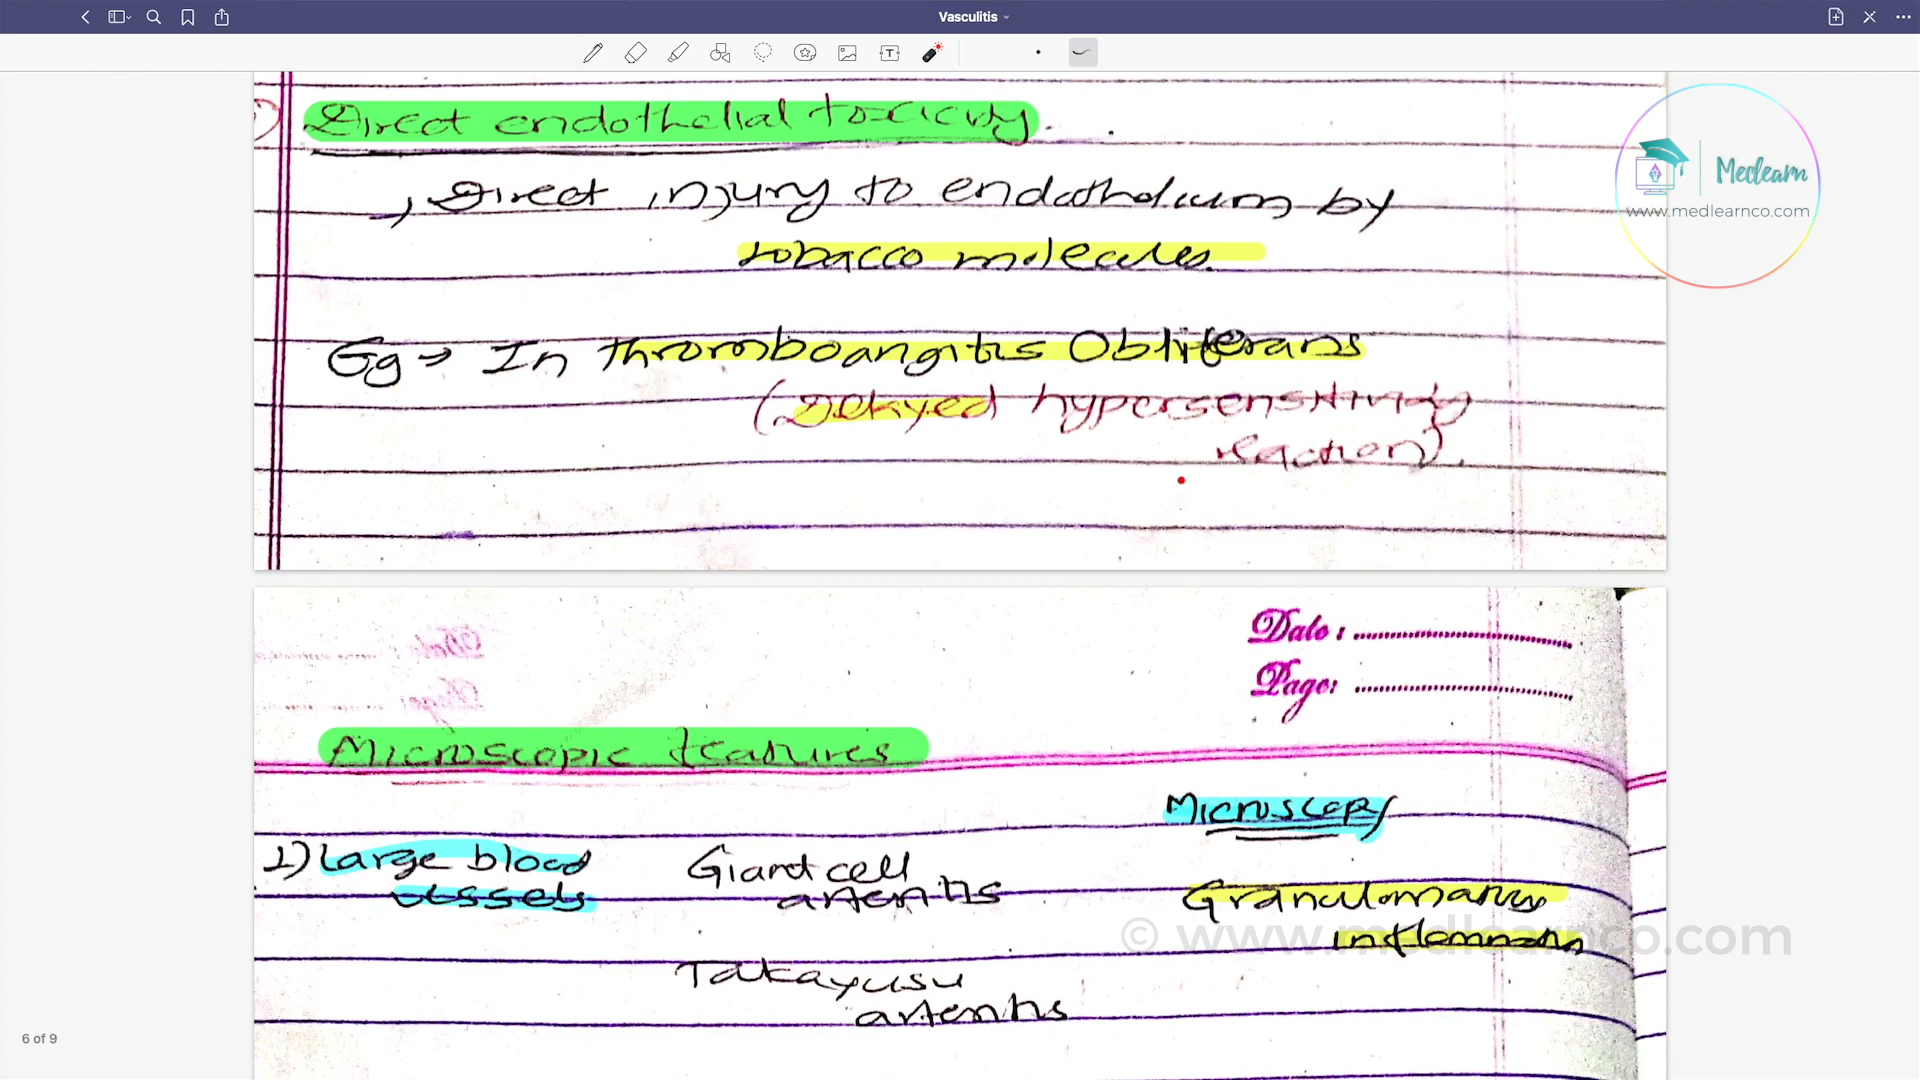 Vasculitis
Direct endothelial toxicity.
→ Direct injury to endothelium by
tobacco molecules.
Eg → In thromboangitis Obliterans
(Delayed hypersensitivity
reaction).
Medlearn
www.medlearnco.com
Date :
Page:
Microscopic features
Microscopy
1) Large blood
vessels
Giant cell
arteritis
Granulomatous
inflammation
© www.medlearnco.com
Takayusu
arteritis
6 of 9